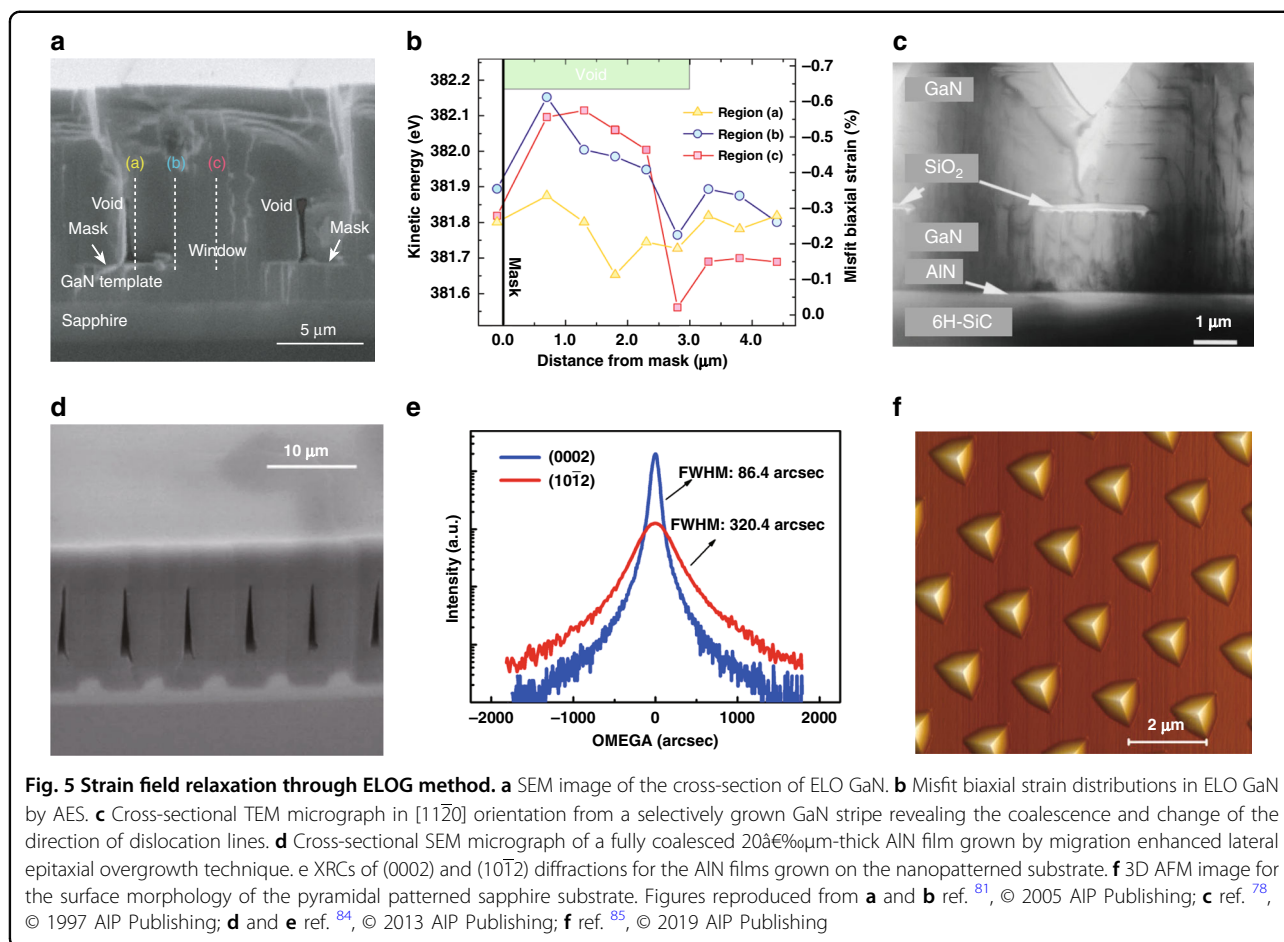 a
(a)
(b)
(c)
Void
Void
Mask
Mask
Window
GaN template
Sapphire
5 μm
b
Void
382.2
382.1
382.0
381.9
381.8
381.7
381.6
Kinetic energy (eV)
Region (a)
Region (b)
Region (c)
Mask
−0.7
−0.6
−0.5
−0.4
−0.3
−0.2
−0.1
0.0
Misfit biaxial strain (%)
0.0 1.0 2.0 3.0 4.0
Distance from mask (μm)
c
GaN
SiO₂
GaN
AlN
6H-SiC
1 μm
d
10 μm
e
(0002)
(101̅2)
FWHM: 86.4 arcsec
FWHM: 320.4 arcsec
Intensity (a.u.)
−2000 −1000 0 1000 2000
OMEGA (arcsec)
f
2 μm
Fig. 5 Strain field relaxation through ELOG method. a SEM image of the cross-section of ELO GaN. b Misfit biaxial strain distributions in ELO GaN
by AES. c Cross-sectional TEM micrograph in [112̅0̅] orientation from a selectively grown GaN stripe revealing the coalescence and change of the
direction of dislocation lines. d Cross-sectional SEM micrograph of a fully coalesced 20â€‰μm-thick AlN film grown by migration enhanced lateral
epitaxial overgrowth technique. e XRCs of (0002) and (101̅2) diffractions for the AlN films grown on the nanopatterned substrate. f 3D AFM image for
the surface morphology of the pyramidal patterned sapphire substrate. Figures reproduced from a and b ref. 81, © 2005 AIP Publishing; c ref. 78,
© 1997 AIP Publishing; d and e ref. 84, © 2013 AIP Publishing; f ref. 85, © 2019 AIP Publishing